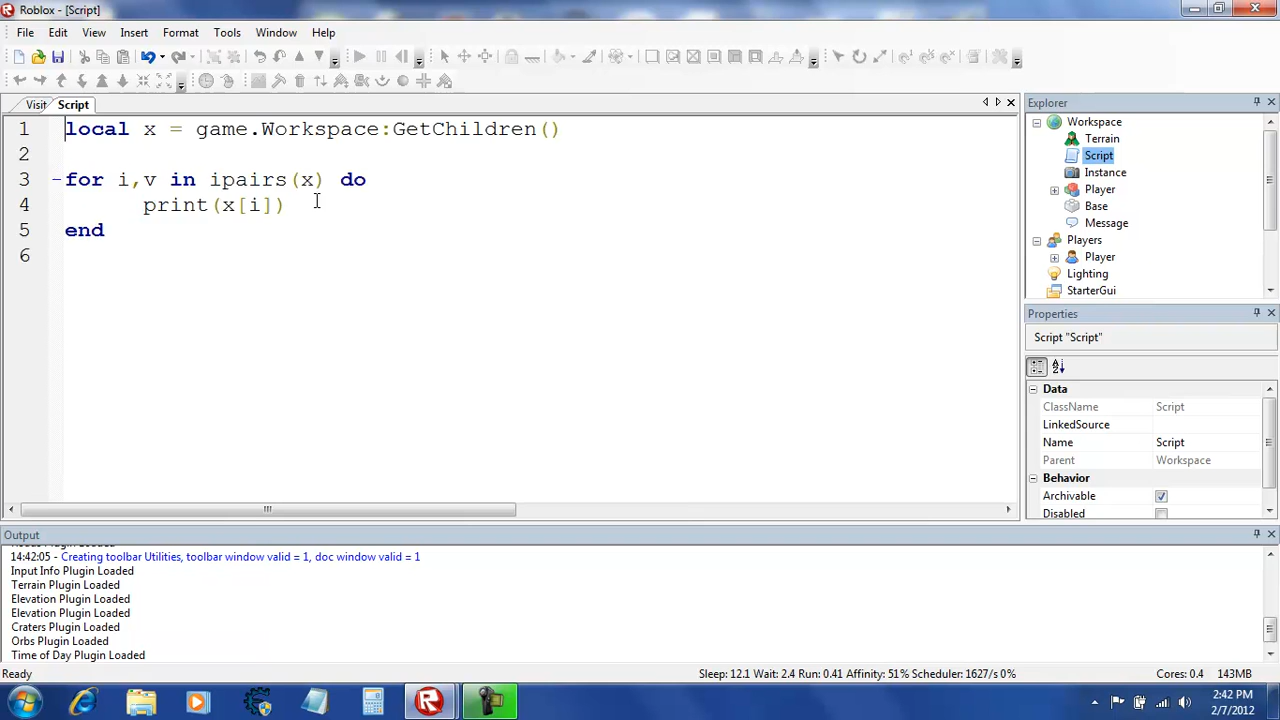 Roblox - [Script]
File Edit View Insert Format Tools Window Help
Visit Script
1 local x = game.Workspace:GetChildren()
2
3 for i,v in ipairs(x) do
4 print(x[i])
5 end
6
Explorer
Workspace
Terrain
Script
Instance
Player
Base
Message
Players
Player
Lighting
StarterGui
Properties
Script "Script"
Data
ClassName Script
LinkedSource
Name Script
Parent Workspace
Behavior
Archivable
Disabled
Output
14:42:05 - Creating toolbar Utilities, toolbar window valid = 1, doc window valid = 1
Input Info Plugin Loaded
Terrain Plugin Loaded
Elevation Plugin Loaded
Elevation Plugin Loaded
Craters Plugin Loaded
Orbs Plugin Loaded
Time of Day Plugin Loaded
Ready Sleep: 12.1 Wait: 2.4 Run: 0.41 Affinity: 51% Scheduler: 1627/s 0% Cores: 0.4 143MB
2:42 PM
2/7/2012